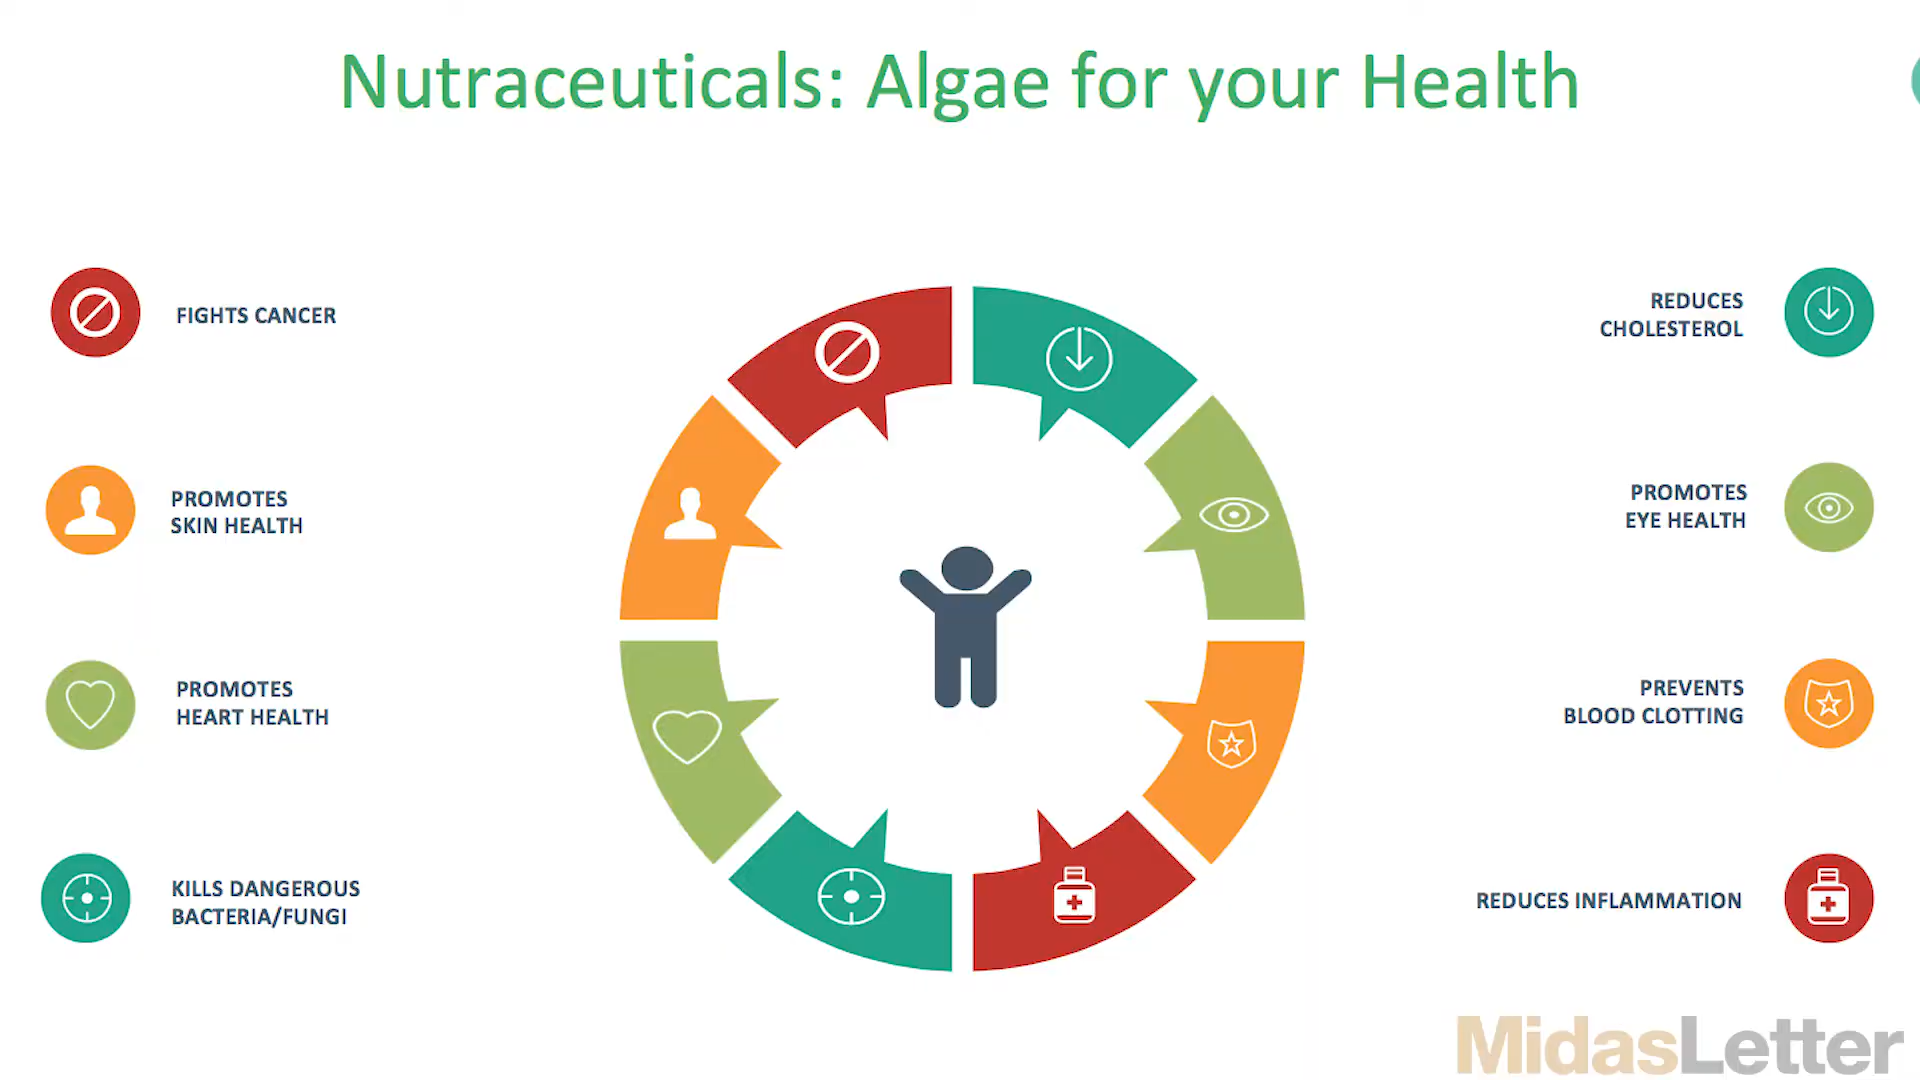 Nutraceuticals: Algae for your Health
FIGHTS CANCER
PROMOTES
SKIN HEALTH
PROMOTES
HEART HEALTH
KILLS DANGEROUS
BACTERIA/FUNGI
REDUCES
CHOLESTEROL
PROMOTES
EYE HEALTH
PREVENTS
BLOOD CLOTTING
REDUCES INFLAMMATION
MidasLetter